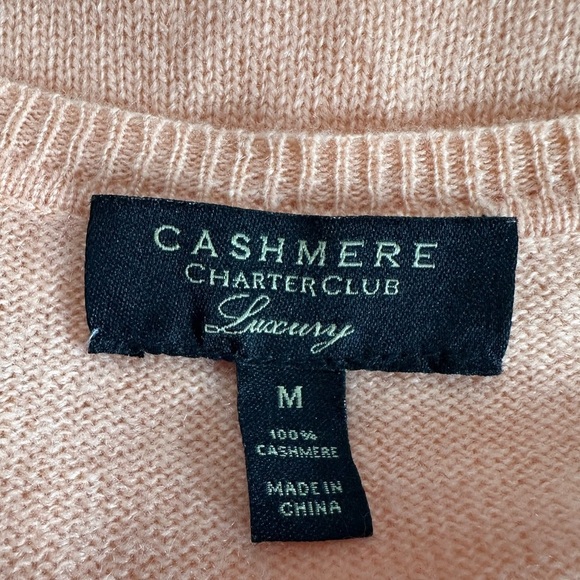 CASHMERE
CHARTER CLUB
Luxury
M
100%
CASHMERE
MADE IN
CHINA